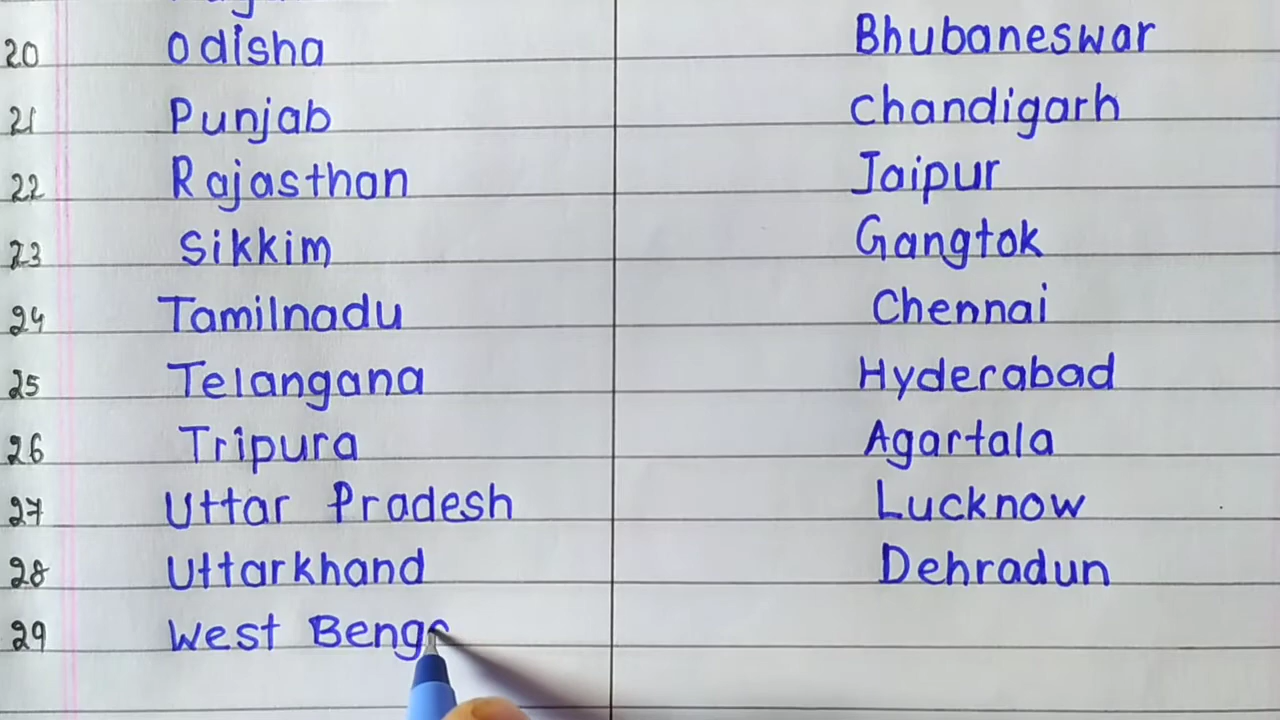 20 Odisha Bhubaneswar
21 Punjab Chandigarh
22 Rajasthan Jaipur
23 Sikkim Gangtok
24 Tamilnadu Chennai
25 Telangana Hyderabad
26 Tripura Agartala
27 Uttar Pradesh Lucknow
28 Uttarkhand Dehradun
29 West